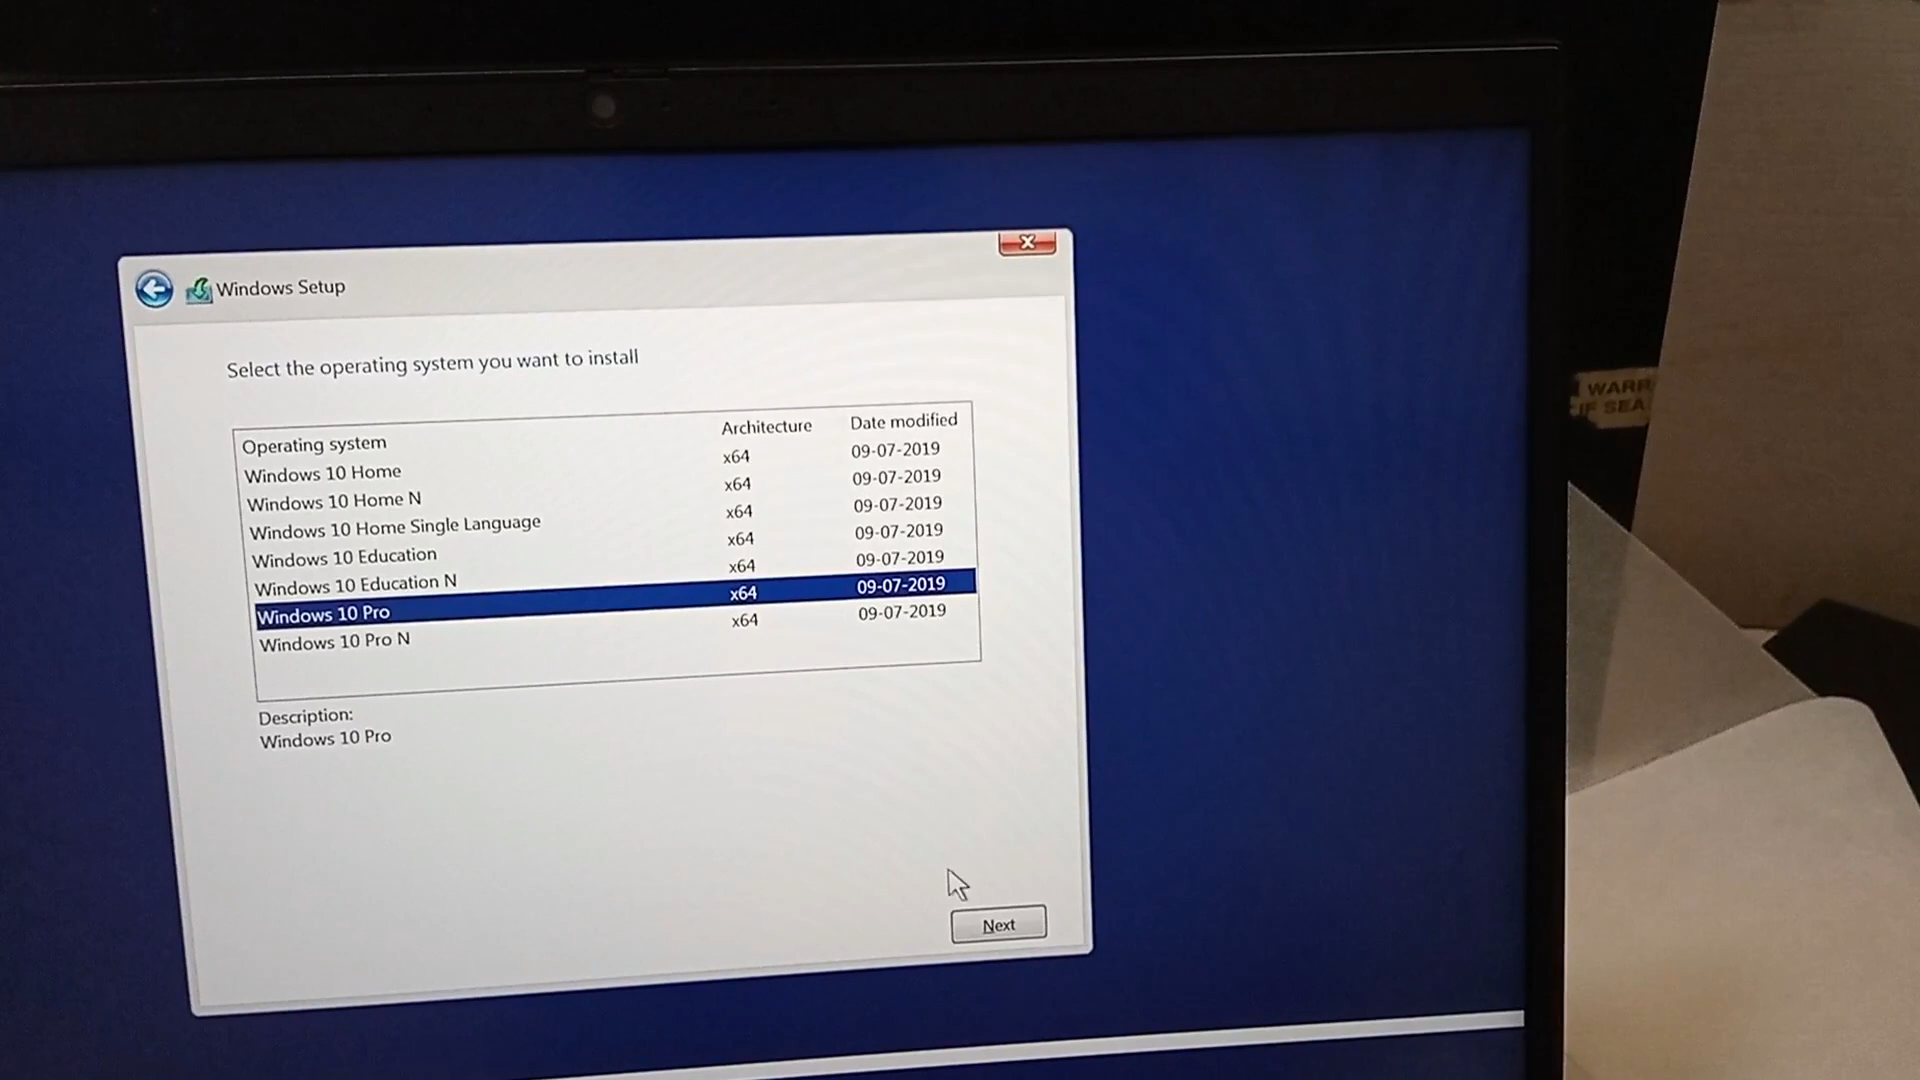 Windows Setup
Select the operating system you want to install
Operating system Architecture Date modified
Windows 10 Home x64 09-07-2019
Windows 10 Home N x64 09-07-2019
Windows 10 Home Single Language x64 09-07-2019
Windows 10 Education x64 09-07-2019
Windows 10 Education N x64 09-07-2019
Windows 10 Pro x64 09-07-2019
Windows 10 Pro N x64 09-07-2019
Description:
Windows 10 Pro
Next
WARR
IF SEA